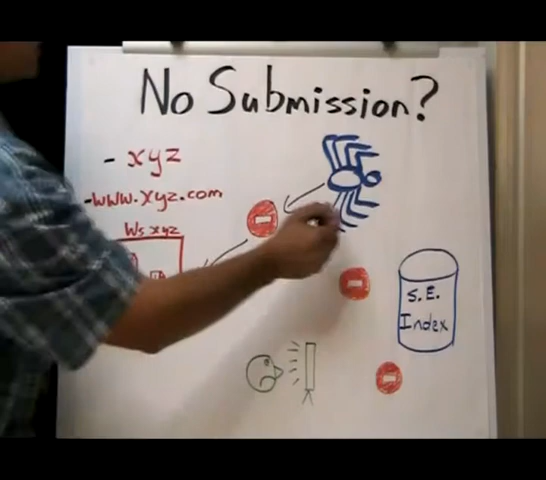 No Submission?
- xyz
-www.xyz.com
Ws xyz
S.E.
Index